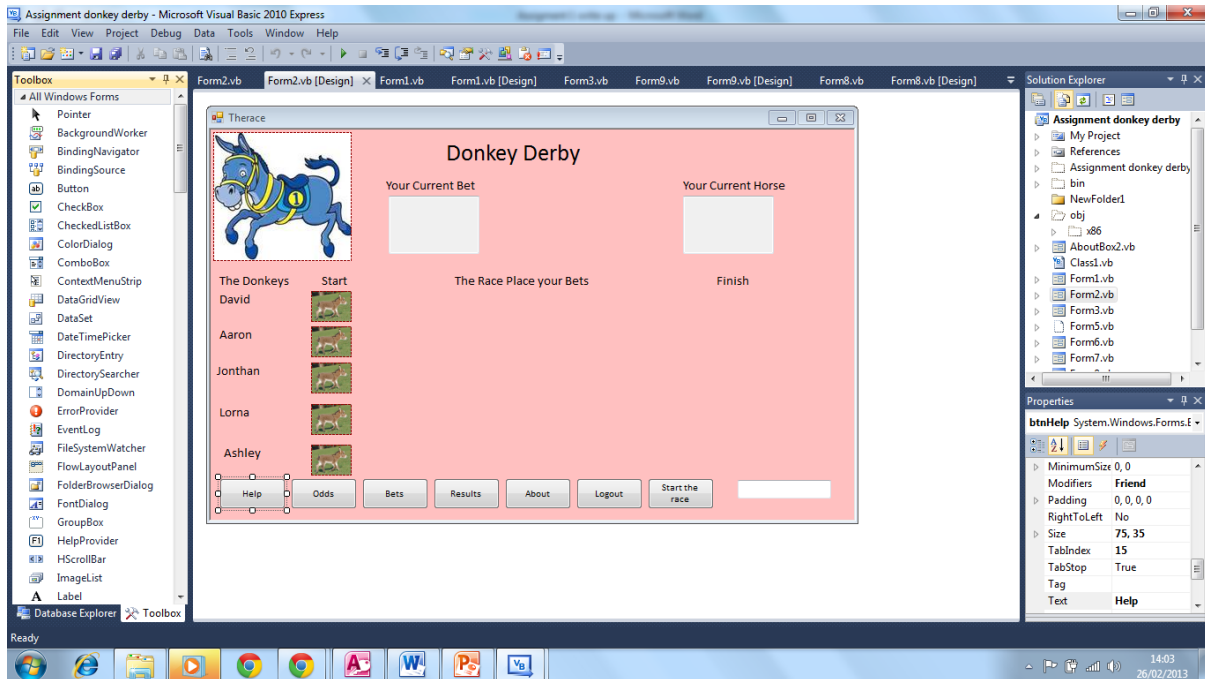 Assignment donkey derby - Microsoft Visual Basic 2010 Express
File Edit View Project Debug Data Tools Window Help
Toolbox
All Windows Forms
Pointer
BackgroundWorker
BindingNavigator
BindingSource
Button
CheckBox
CheckedListBox
ColorDialog
ComboBox
ContextMenuStrip
DataGridView
DataSet
DateTimePicker
DirectoryEntry
DirectorySearcher
DomainUpDown
ErrorProvider
EventLog
FileSystemWatcher
FlowLayoutPanel
FolderBrowserDialog
FontDialog
GroupBox
HelpProvider
HScrollBar
ImageList
Label
Database Explorer Toolbox
Form2.vb Form2.vb [Design] Form1.vb Form1.vb [Design] Form3.vb Form9.vb Form9.vb [Design] Form8.vb Form8.vb [Design]
Therace
1
Donkey Derby
Your Current Bet Your Current Horse
The Donkeys Start The Race Place your Bets Finish
David
Aaron
Jonthan
Lorna
Ashley
Help Odds Bets Results About Logout Start the
race
Solution Explorer
Assignment donkey derby
My Project
References
Assignment donkey derby
bin
NewFolder1
obj
x86
AboutBox2.vb
Class1.vb
Form1.vb
Form2.vb
Form3.vb
Form5.vb
Form6.vb
Form7.vb
Properties
btnHelp System.Windows.Forms.
MinimumSize 0, 0
Modifiers Friend
Padding 0, 0, 0, 0
RightToLeft No
Size 75, 35
TabIndex 15
TabStop True
Tag
Text Help
Ready
14:03
26/02/2013